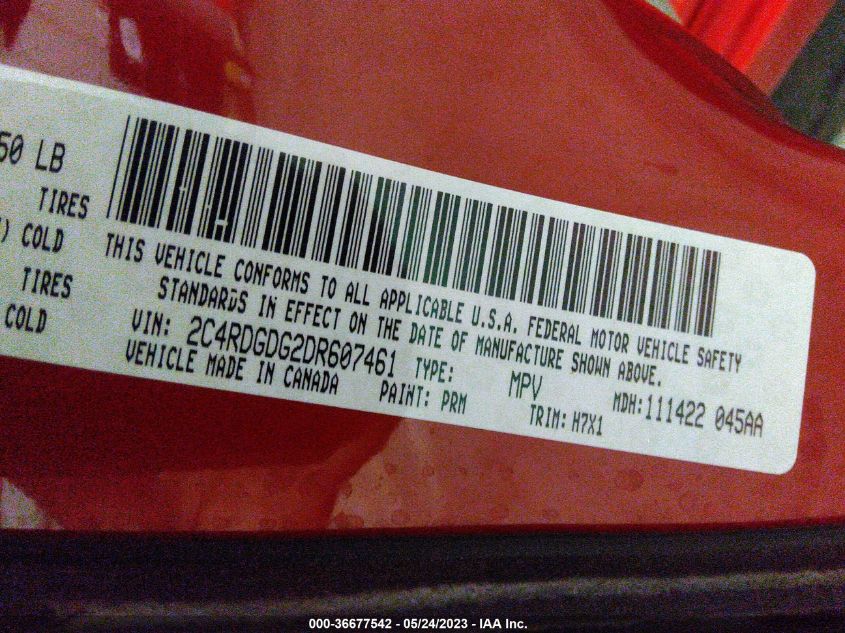 50 LB
TIRES
) COLD
TIRES
COLD
THIS VEHICLE CONFORMS TO ALL APPLICABLE U.S.A. FEDERAL MOTOR VEHICLE SAFETY
STANDARDS IN EFFECT ON THE DATE OF MANUFACTURE SHOWN ABOVE.
VIN: 2C4RDGDG2DR607461 TYPE: MPV MDH:111422 045AA
VEHICLE MADE IN CANADA PAINT: PRM TRIM: H7X1
000-36677542 - 05/24/2023 - IAA Inc.